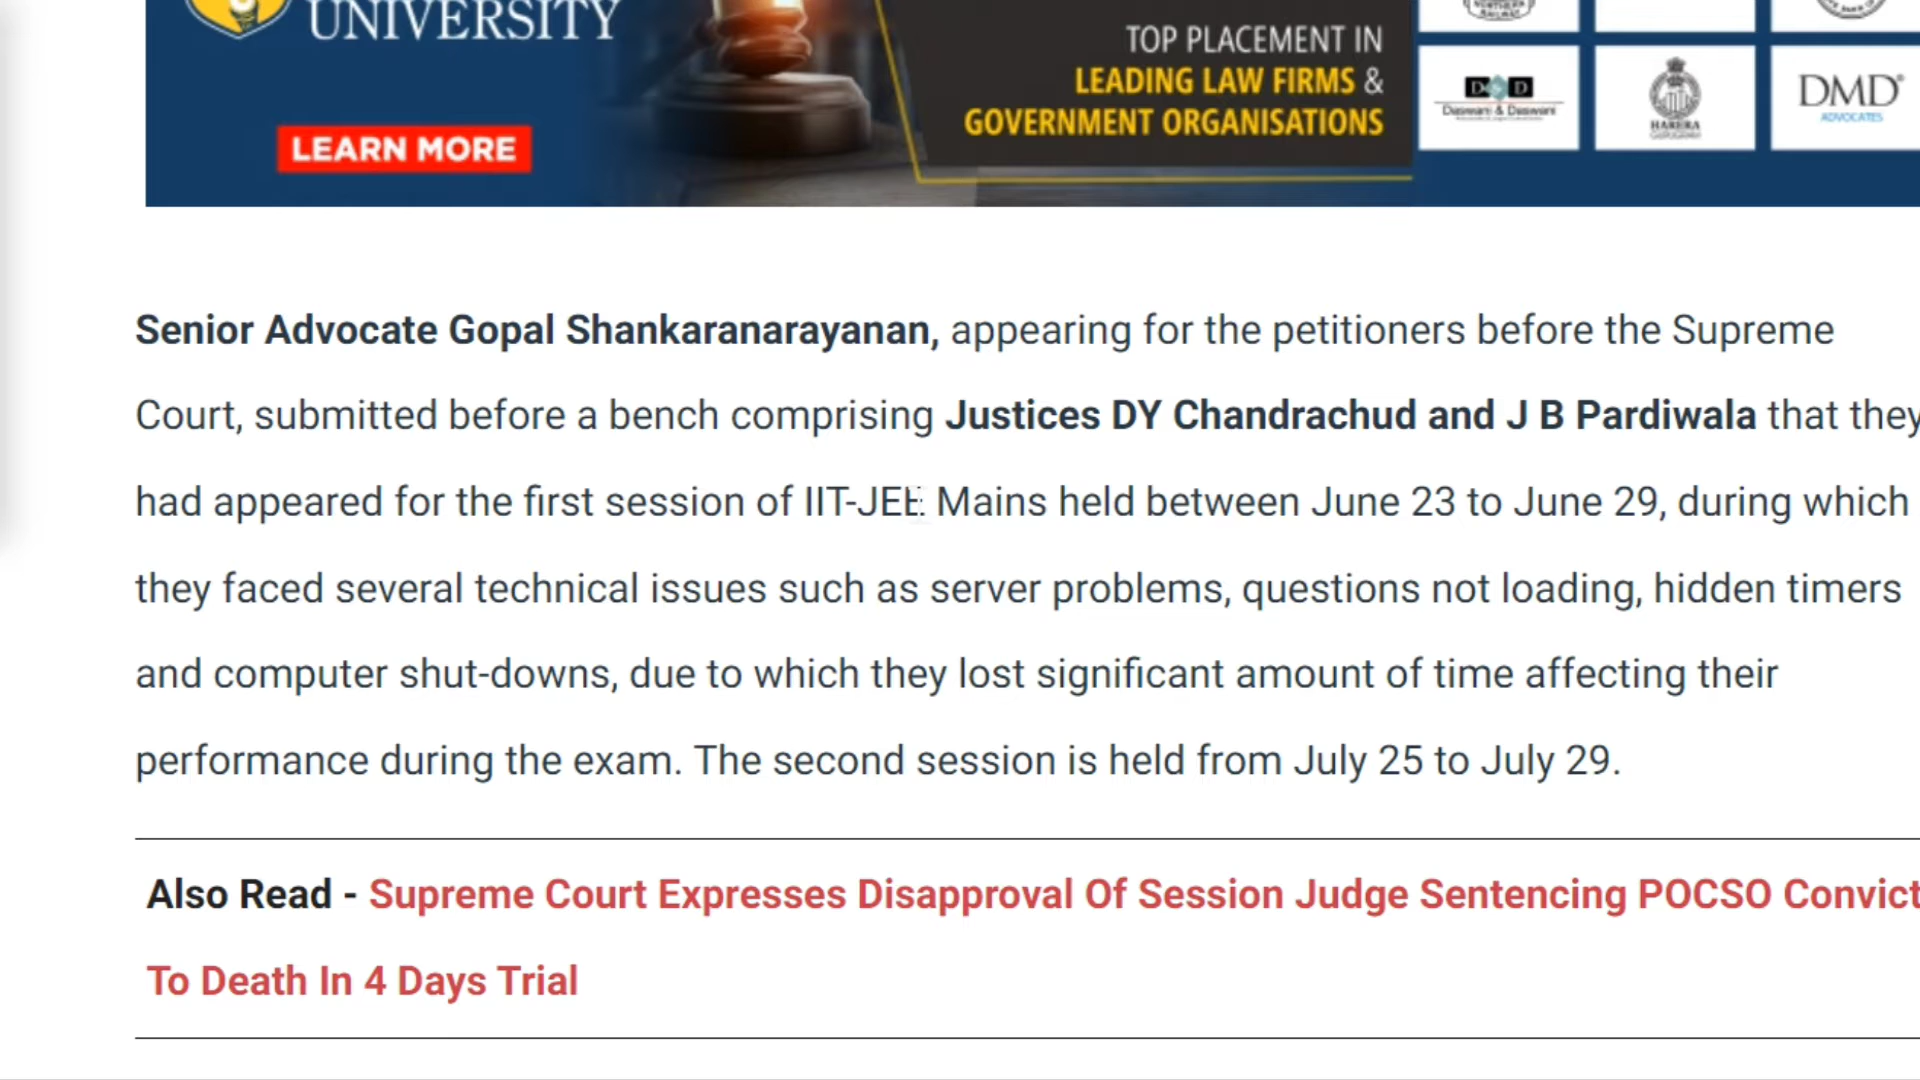 UNIVERSITY
LEARN MORE
TOP PLACEMENT IN
LEADING LAW FIRMS &
GOVERNMENT ORGANISATIONS
D D
Daswani & Daswani
HARERA
GURUGRAM
DMD
ADVOCATES
Senior Advocate Gopal Shankaranarayanan, appearing for the petitioners before the Supreme
Court, submitted before a bench comprising Justices DY Chandrachud and J B Pardiwala that they
had appeared for the first session of IIT-JEE Mains held between June 23 to June 29, during which
they faced several technical issues such as server problems, questions not loading, hidden timers
and computer shut-downs, due to which they lost significant amount of time affecting their
performance during the exam. The second session is held from July 25 to July 29.
Also Read - Supreme Court Expresses Disapproval Of Session Judge Sentencing POCSO Convict
To Death In 4 Days Trial